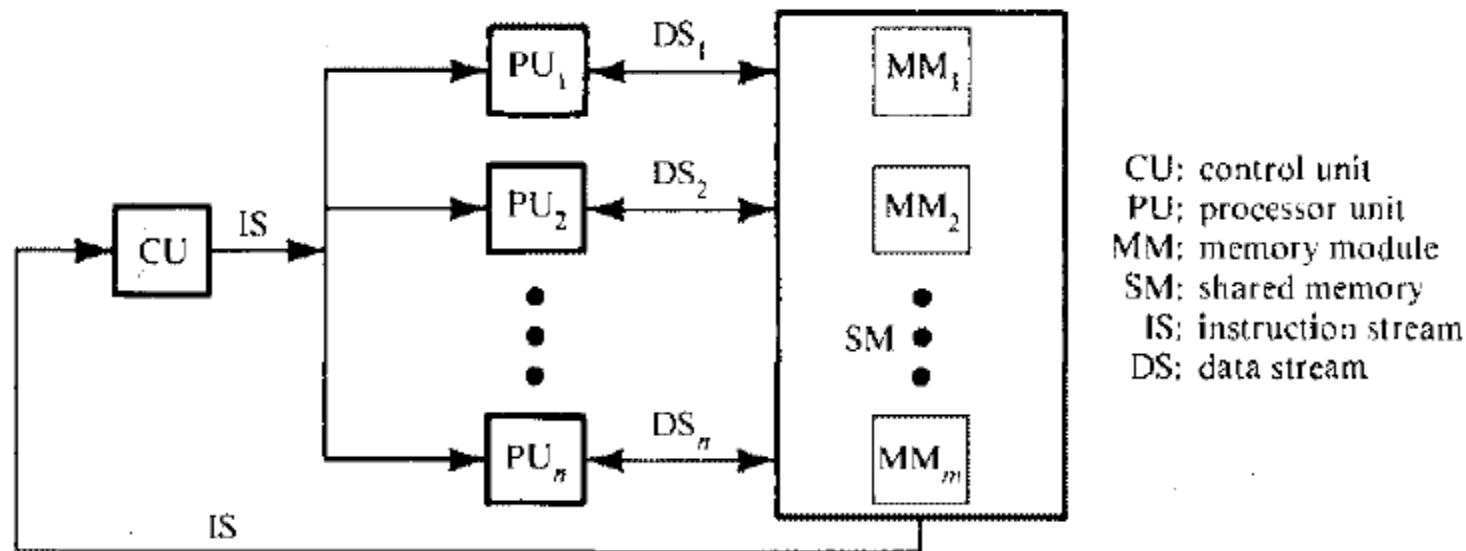 PU₁ DS₁ MM₁
PU₂ DS₂ MM₂
CU IS
SM
PUₙ DSₙ MMₘ
IS
CU: control unit
PU: processor unit
MM: memory module
SM: shared memory
IS: instruction stream
DS: data stream